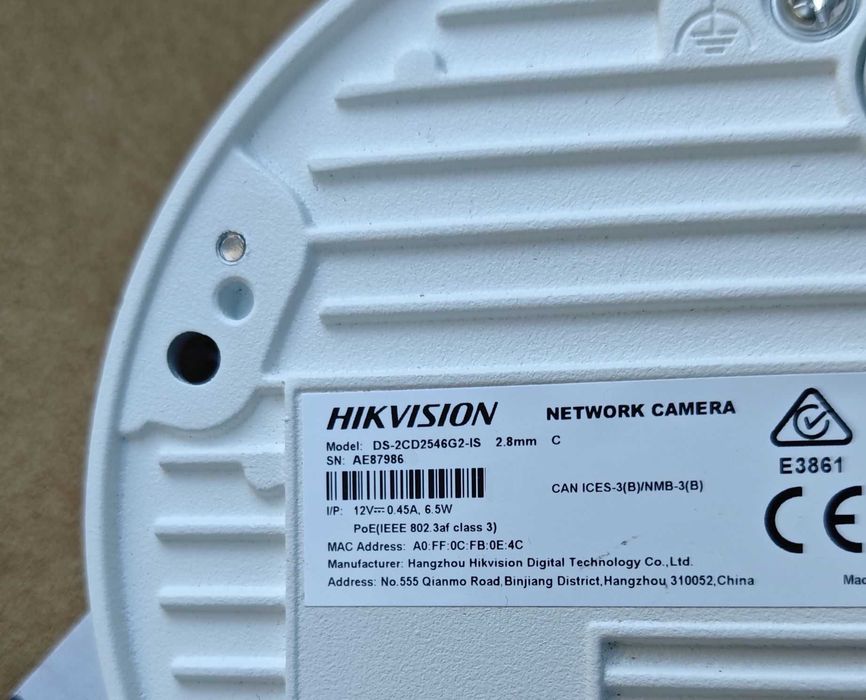 HIKVISION NETWORK CAMERA
Model: DS-2CD2546G2-IS 2.8mm C
SN: AE87986
E3861
CAN ICES-3(B)/NMB-3(B)
I/P: 12V⎓0.45A, 6.5W
PoE(IEEE 802.3af class 3)
CE
MAC Address: A0:FF:0C:FB:0E:4C
Manufacturer: Hangzhou Hikvision Digital Technology Co.,Ltd.
Address: No.555 Qianmo Road,Binjiang District,Hangzhou 310052,China